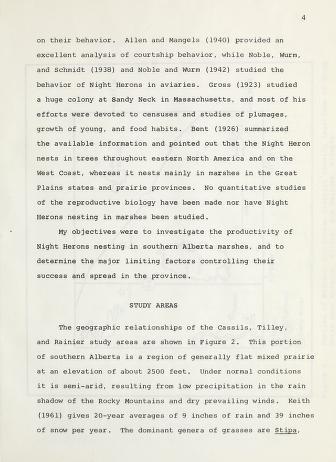 4
on their behavior. Allen and Mangels (1940) provided an
excellent analysis of courtship behavior, while Noble, Wurm,
and Schmidt (1938) and Noble and Wurm (1942) studied the
behavior of Night Herons in aviaries. Gross (1923) studied
a huge colony at Sandy Neck in Massachusetts, and most of his
efforts were devoted to censuses and studies of plumages,
growth of young, and food habits. Bent (1926) summarized
the available information and pointed out that the Night Heron
nests in trees throughout eastern North America and on the
West Coast, whereas it nests mainly in marshes in the Great
Plains states and prairie provinces. No quantitative studies
of the reproductive biology have been made nor have Night
Herons nesting in marshes been studied.
My objectives were to investigate the productivity of
Night Herons nesting in southern Alberta marshes, and to
determine the major limiting factors controlling their
success and spread in the province.
STUDY AREAS
The geographic relationships of the Cassils, Tilley,
and Rainier study areas are shown in Figure 2. This portion
of southern Alberta is a region of generally flat mixed prairie
at an elevation of about 2500 feet. Under normal conditions
it is semi-arid, resulting from low precipitation in the rain
shadow of the Rocky Mountains and dry prevailing winds. Keith
(1961) gives 20-year averages of 9 inches of rain and 39 inches
of snow per year. The dominant genera of grasses are Stipa,